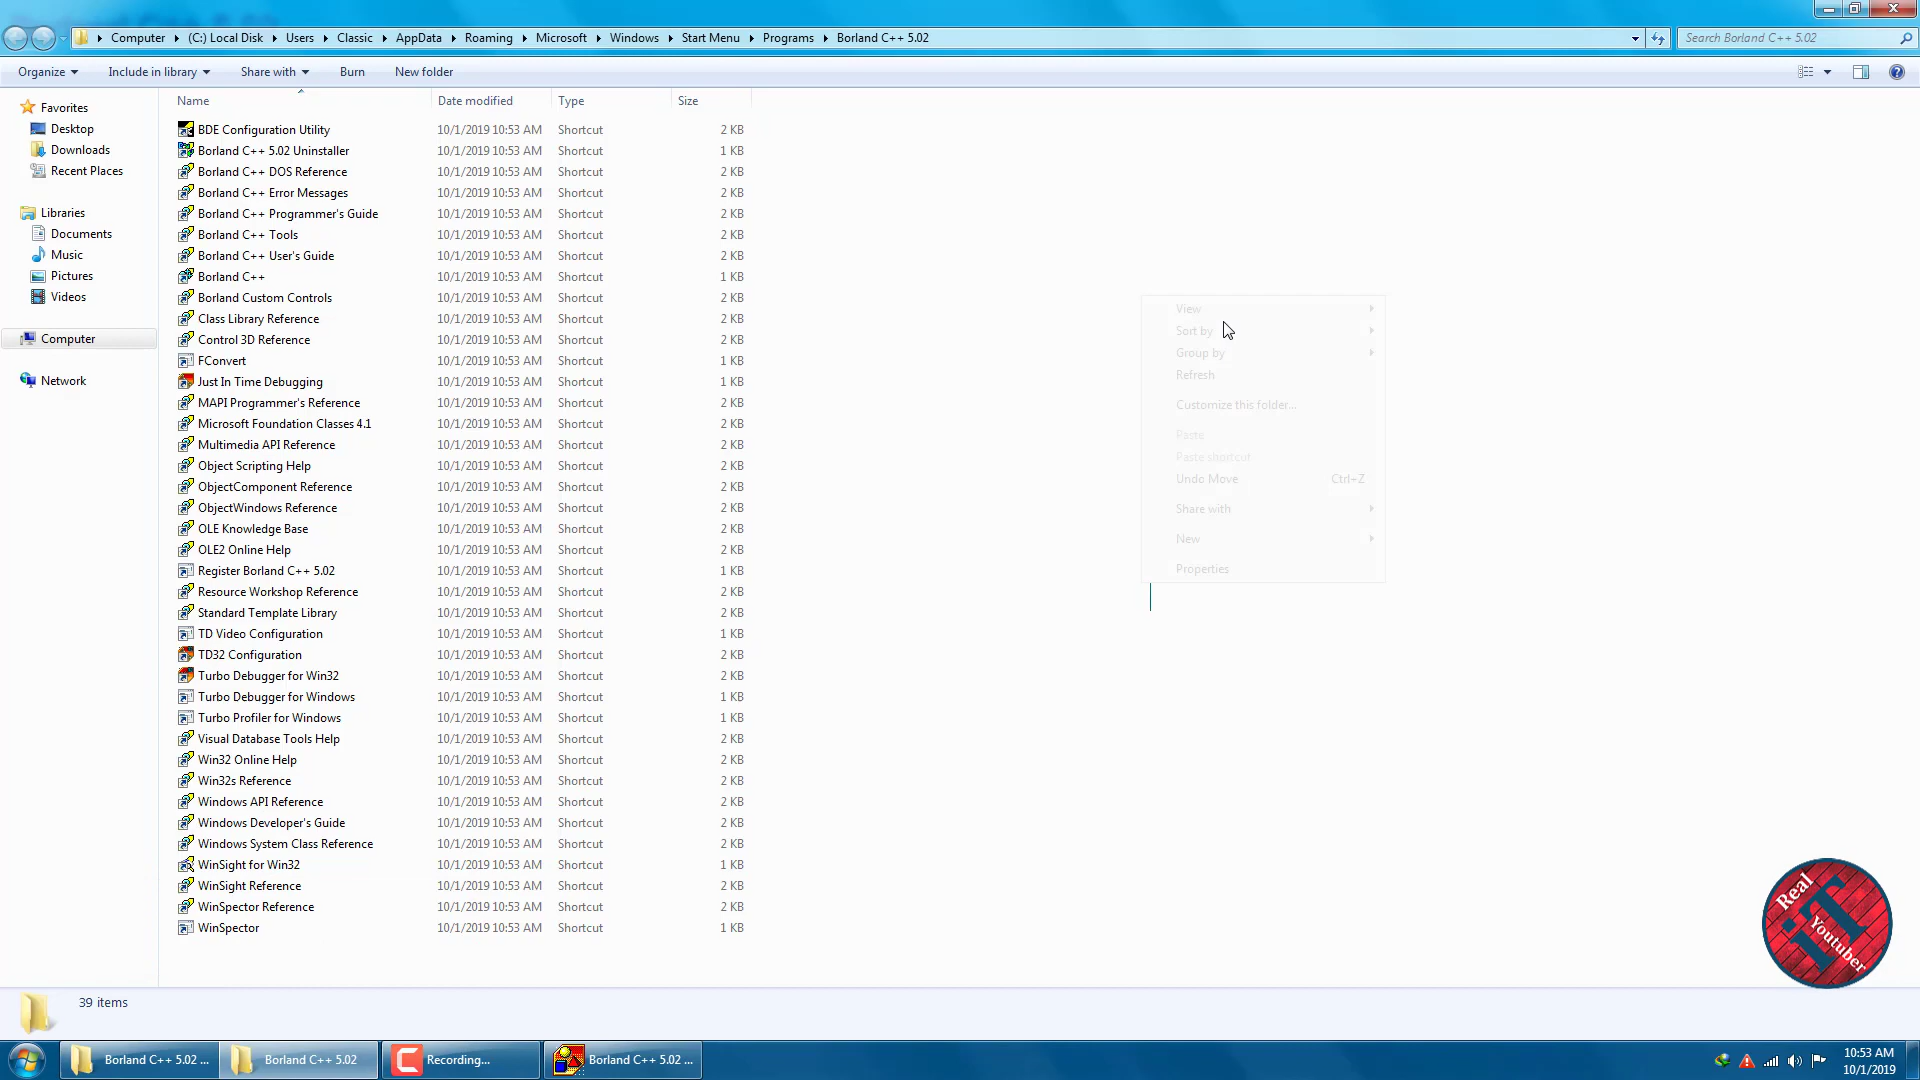 Borland C++ 5.02
Computer (C:) Local Disk Users Classic AppData Roaming Microsoft Windows Start Menu Programs Borland C++ 5.02
Search Borland C++ 5.02
Organize Include in library Share with Burn New folder
Name Date modified Type Size
Favorites
Desktop
Downloads
Recent Places
Libraries
Documents
Music
Pictures
Videos
Computer
Network
BDE Configuration Utility 10/1/2019 10:53 AM Shortcut 2 KB
Borland C++ 5.02 Uninstaller 10/1/2019 10:53 AM Shortcut 1 KB
Borland C++ DOS Reference 10/1/2019 10:53 AM Shortcut 2 KB
Borland C++ Error Messages 10/1/2019 10:53 AM Shortcut 2 KB
Borland C++ Programmer's Guide 10/1/2019 10:53 AM Shortcut 2 KB
Borland C++ Tools 10/1/2019 10:53 AM Shortcut 2 KB
Borland C++ User's Guide 10/1/2019 10:53 AM Shortcut 2 KB
Borland C++ 10/1/2019 10:53 AM Shortcut 1 KB
Borland Custom Controls 10/1/2019 10:53 AM Shortcut 2 KB
Class Library Reference 10/1/2019 10:53 AM Shortcut 2 KB
Control 3D Reference 10/1/2019 10:53 AM Shortcut 2 KB
FConvert 10/1/2019 10:53 AM Shortcut 1 KB
Just In Time Debugging 10/1/2019 10:53 AM Shortcut 2 KB
MAPI Programmer's Reference 10/1/2019 10:53 AM Shortcut 2 KB
Microsoft Foundation Classes 4.1 10/1/2019 10:53 AM Shortcut 2 KB
Multimedia API Reference 10/1/2019 10:53 AM Shortcut 2 KB
Object Scripting Help 10/1/2019 10:53 AM Shortcut 2 KB
ObjectComponent Reference 10/1/2019 10:53 AM Shortcut 2 KB
ObjectWindows Reference 10/1/2019 10:53 AM Shortcut 2 KB
OLE Knowledge Base 10/1/2019 10:53 AM Shortcut 2 KB
OLE2 Online Help 10/1/2019 10:53 AM Shortcut 2 KB
Register Borland C++ 5.02 10/1/2019 10:53 AM Shortcut 1 KB
Resource Workshop Reference 10/1/2019 10:53 AM Shortcut 2 KB
Standard Template Library 10/1/2019 10:53 AM Shortcut 2 KB
TD Video Configuration 10/1/2019 10:53 AM Shortcut 1 KB
TD32 Configuration 10/1/2019 10:53 AM Shortcut 2 KB
Turbo Debugger for Win32 10/1/2019 10:53 AM Shortcut 2 KB
Turbo Debugger for Windows 10/1/2019 10:53 AM Shortcut 1 KB
Turbo Profiler for Windows 10/1/2019 10:53 AM Shortcut 1 KB
Visual Database Tools Help 10/1/2019 10:53 AM Shortcut 2 KB
Win32 Online Help 10/1/2019 10:53 AM Shortcut 2 KB
Win32s Reference 10/1/2019 10:53 AM Shortcut 2 KB
Windows API Reference 10/1/2019 10:53 AM Shortcut 2 KB
Windows Developer's Guide 10/1/2019 10:53 AM Shortcut 2 KB
Windows System Class Reference 10/1/2019 10:53 AM Shortcut 2 KB
WinSight for Win32 10/1/2019 10:53 AM Shortcut 1 KB
WinSight Reference 10/1/2019 10:53 AM Shortcut 2 KB
WinSpector Reference 10/1/2019 10:53 AM Shortcut 2 KB
WinSpector 10/1/2019 10:53 AM Shortcut 1 KB
View
Sort by
Group by
Refresh
Customize this folder...
Paste
Paste shortcut
Undo Move Ctrl+Z
Share with
New
Properties
Real
iT
Youtuber
39 items
Borland C++ 5.02 ... Borland C++ 5.02 Recording... Borland C++ 5.02 ...
10:53 AM
10/1/2019